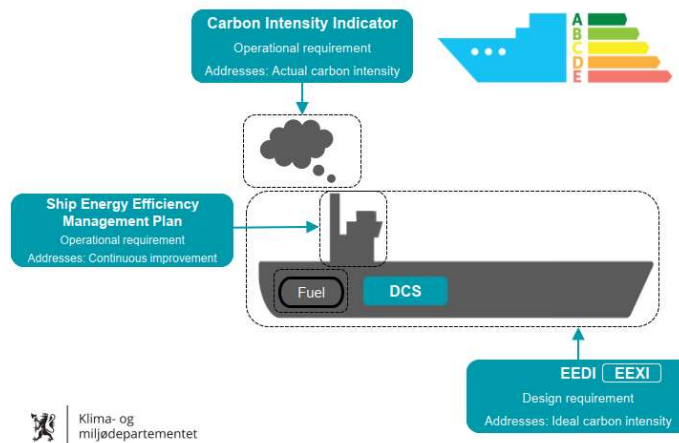 Carbon Intensity Indicator
Operational requirement
Addresses: Actual carbon intensity
A
B
C
D
E
Ship Energy Efficiency
Management Plan
Operational requirement
Addresses: Continuous improvement
Fuel
DCS
EEDI EEXI
Design requirement
Addresses: Ideal carbon intensity
Klima- og
miljødepartementet